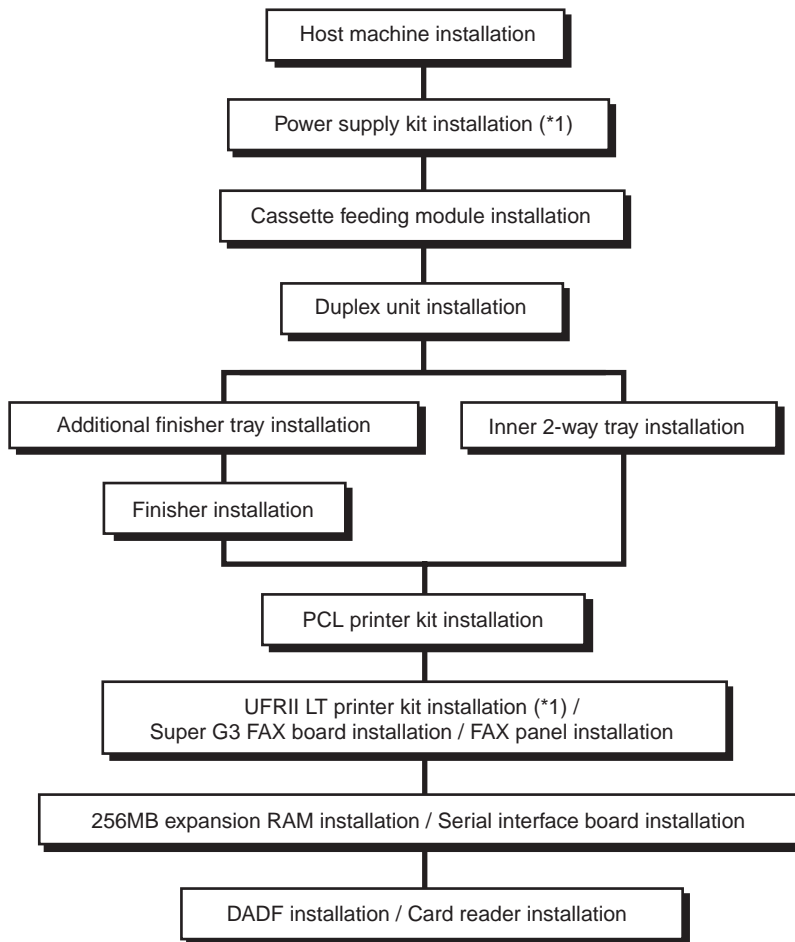 Host machine installation
Power supply kit installation (*1)
Cassette feeding module installation
Duplex unit installation
Additional finisher tray installation
Inner 2-way tray installation
Finisher installation
PCL printer kit installation
UFRII LT printer kit installation (*1) /
Super G3 FAX board installation / FAX panel installation
256MB expansion RAM installation / Serial interface board installation
DADF installation / Card reader installation